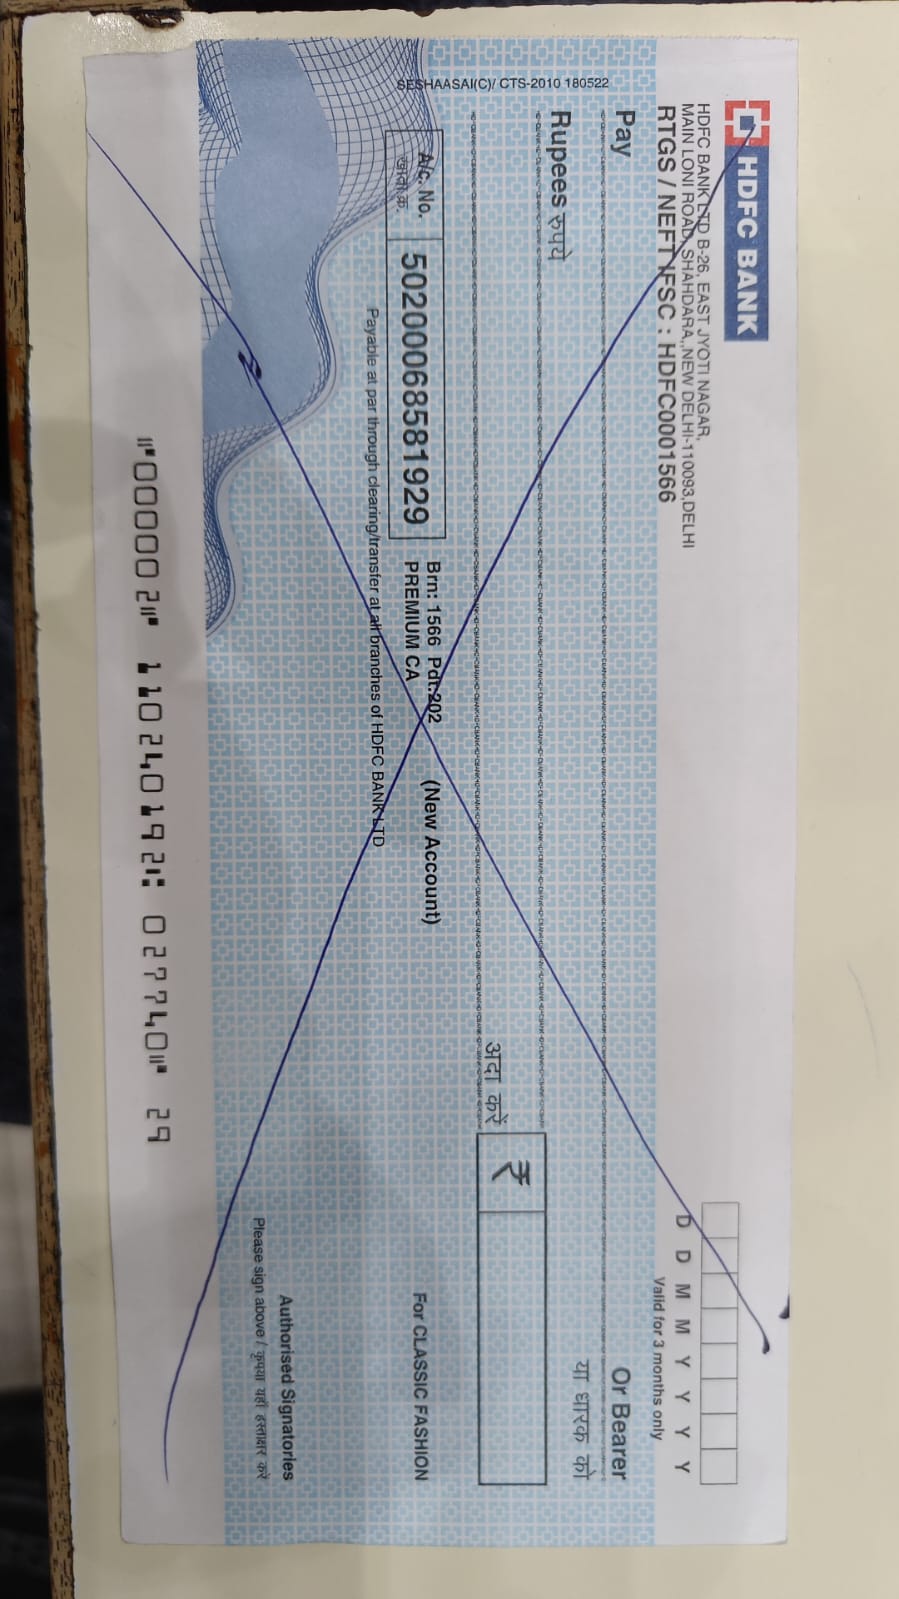 HDFC BANK
HDFC BANK LTD B-26, EAST JYOTI NAGAR,
MAIN LONI ROAD, SHAHDARA,,NEW DELHI-110093,DELHI
RTGS / NEFT IFSC : HDFC0001566
D D M M Y Y Y Y
Valid for 3 months only
Pay
Or Bearer
या धारक को
Rupees रुपये
अदा करें
₹
A/c. No.
खाता क्र.
50200068581929
Brn: 1566 Pdt:202 (New Account)
PREMIUM CA
For CLASSIC FASHION
Payable at par through clearing/transfer at all branches of HDFC BANK LTD
Authorised Signatories
Please sign above / कृपया यहाँ हस्ताक्षर करें
SESHAASAI(C)/ CTS-2010 180522
⑈000002⑈ 110240192⑆ 027740⑈ 29